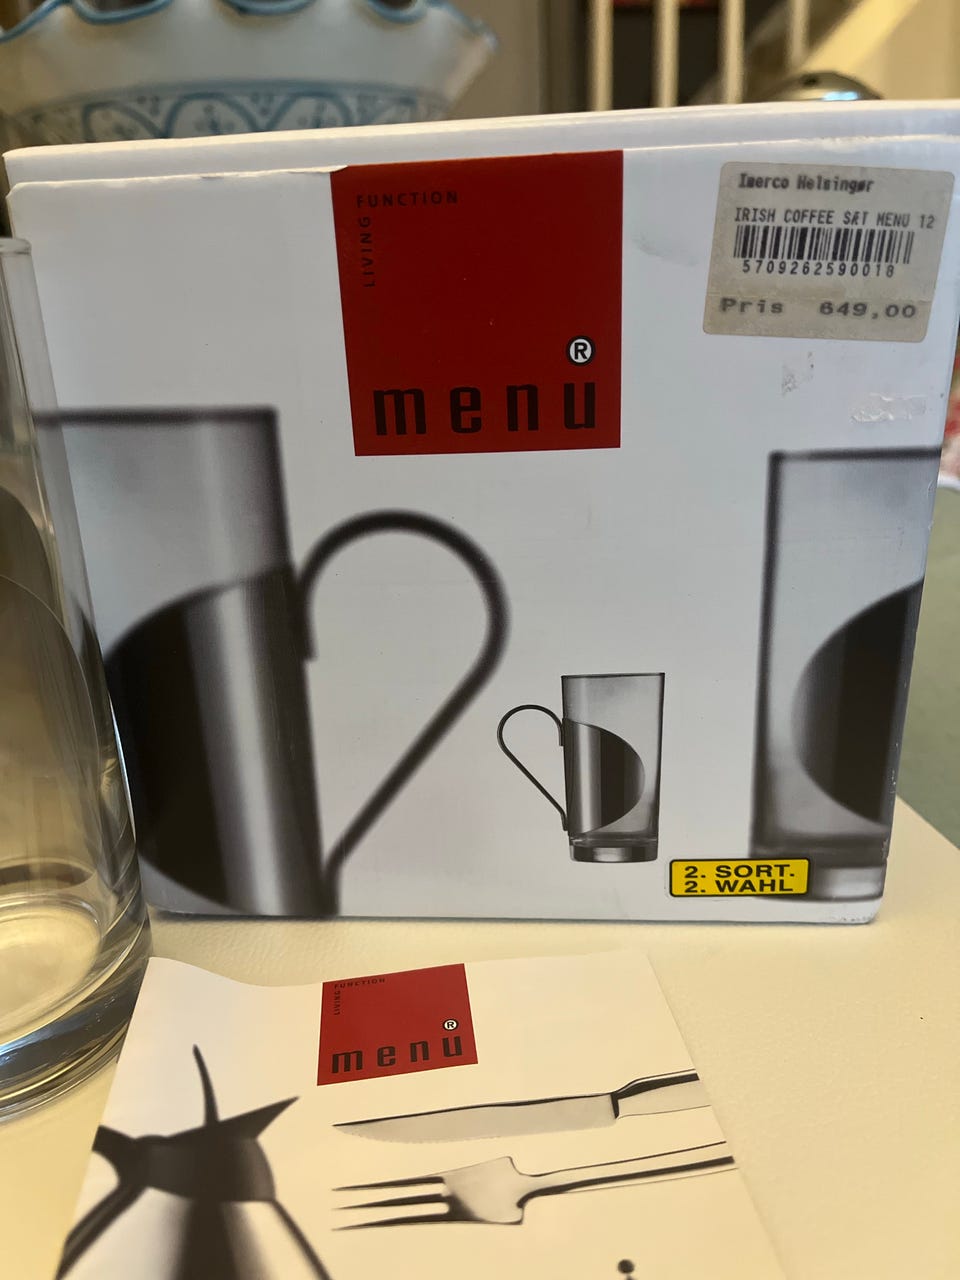 FUNCTION
LIVING
menu®
Imerco Helsingør
IRISH COFFEE S&T MENU 12
5709262590018
Pris 649,00
2. SORT.
2. WAHL
FUNCTION
LIVING
menu®